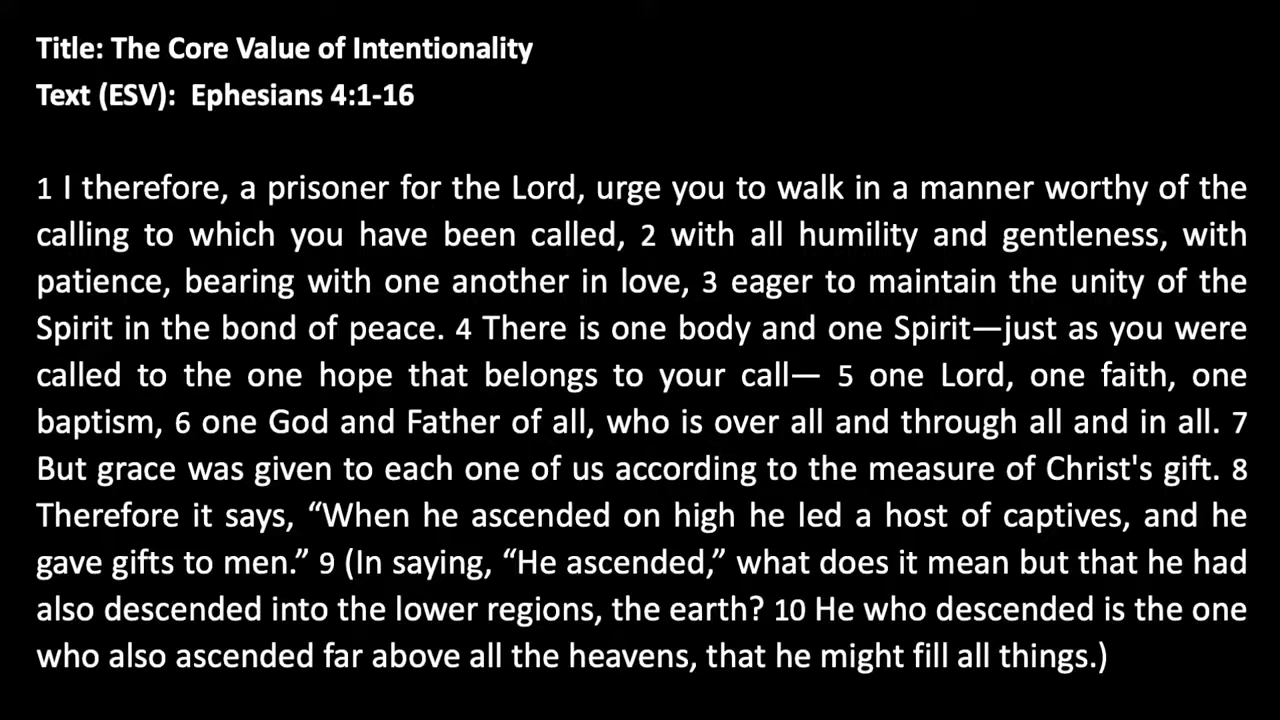 Title: The Core Value of Intentionality
Text (ESV):  Ephesians 4:1-16
1 I therefore, a prisoner for the Lord, urge you to walk in a manner worthy of the
calling to which you have been called, 2 with all humility and gentleness, with
patience, bearing with one another in love, 3 eager to maintain the unity of the
Spirit in the bond of peace. 4 There is one body and one Spirit—just as you were
called to the one hope that belongs to your call— 5 one Lord, one faith, one
baptism, 6 one God and Father of all, who is over all and through all and in all. 7
But grace was given to each one of us according to the measure of Christ's gift. 8
Therefore it says, “When he ascended on high he led a host of captives, and he
gave gifts to men.” 9 (In saying, “He ascended,” what does it mean but that he had
also descended into the lower regions, the earth? 10 He who descended is the one
who also ascended far above all the heavens, that he might fill all things.)